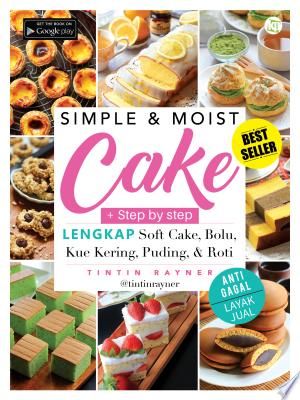 GET THE BOOK ON
Google play
SIMPLE & MOIST
BEST
SELLER
Cake
+ Step by step
LENGKAP Soft Cake, Bolu,
Kue Kering, Puding, & Roti
TINTIN RAYNER
@tintinrayner
ANTI
GAGAL
LAYAK
JUAL